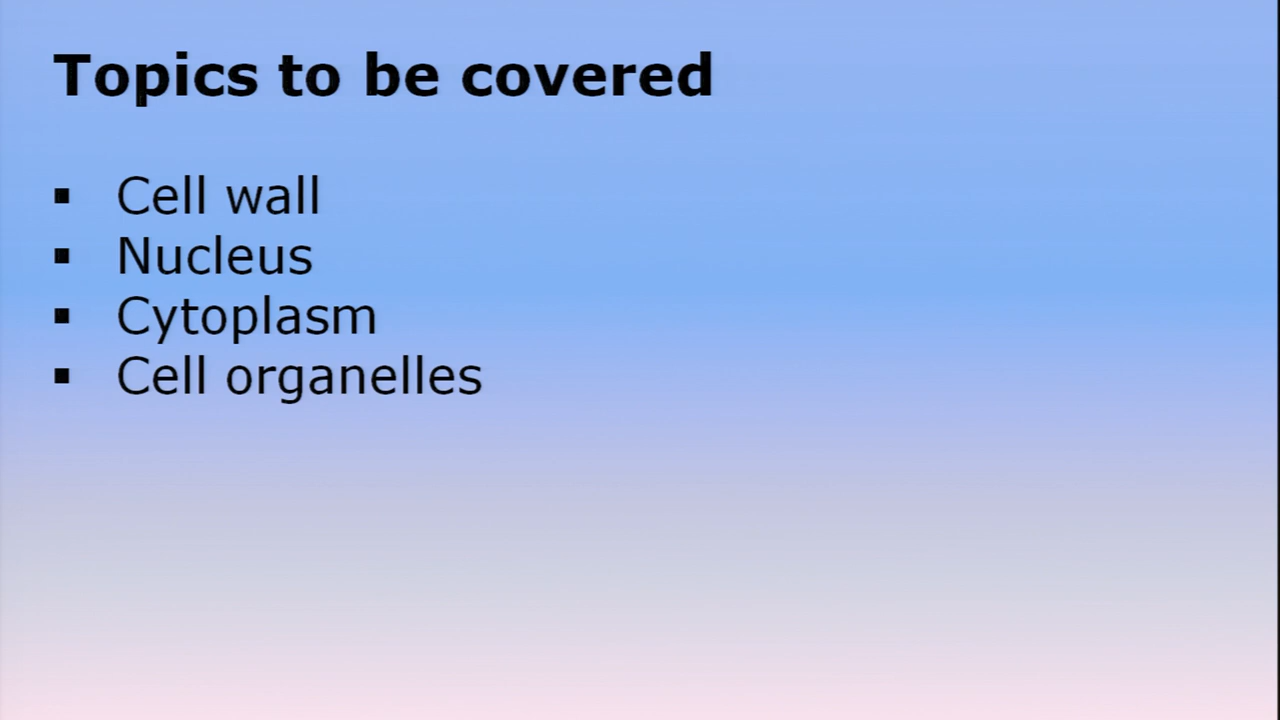 Topics to be covered
▪ Cell wall
▪ Nucleus
▪ Cytoplasm
▪ Cell organelles